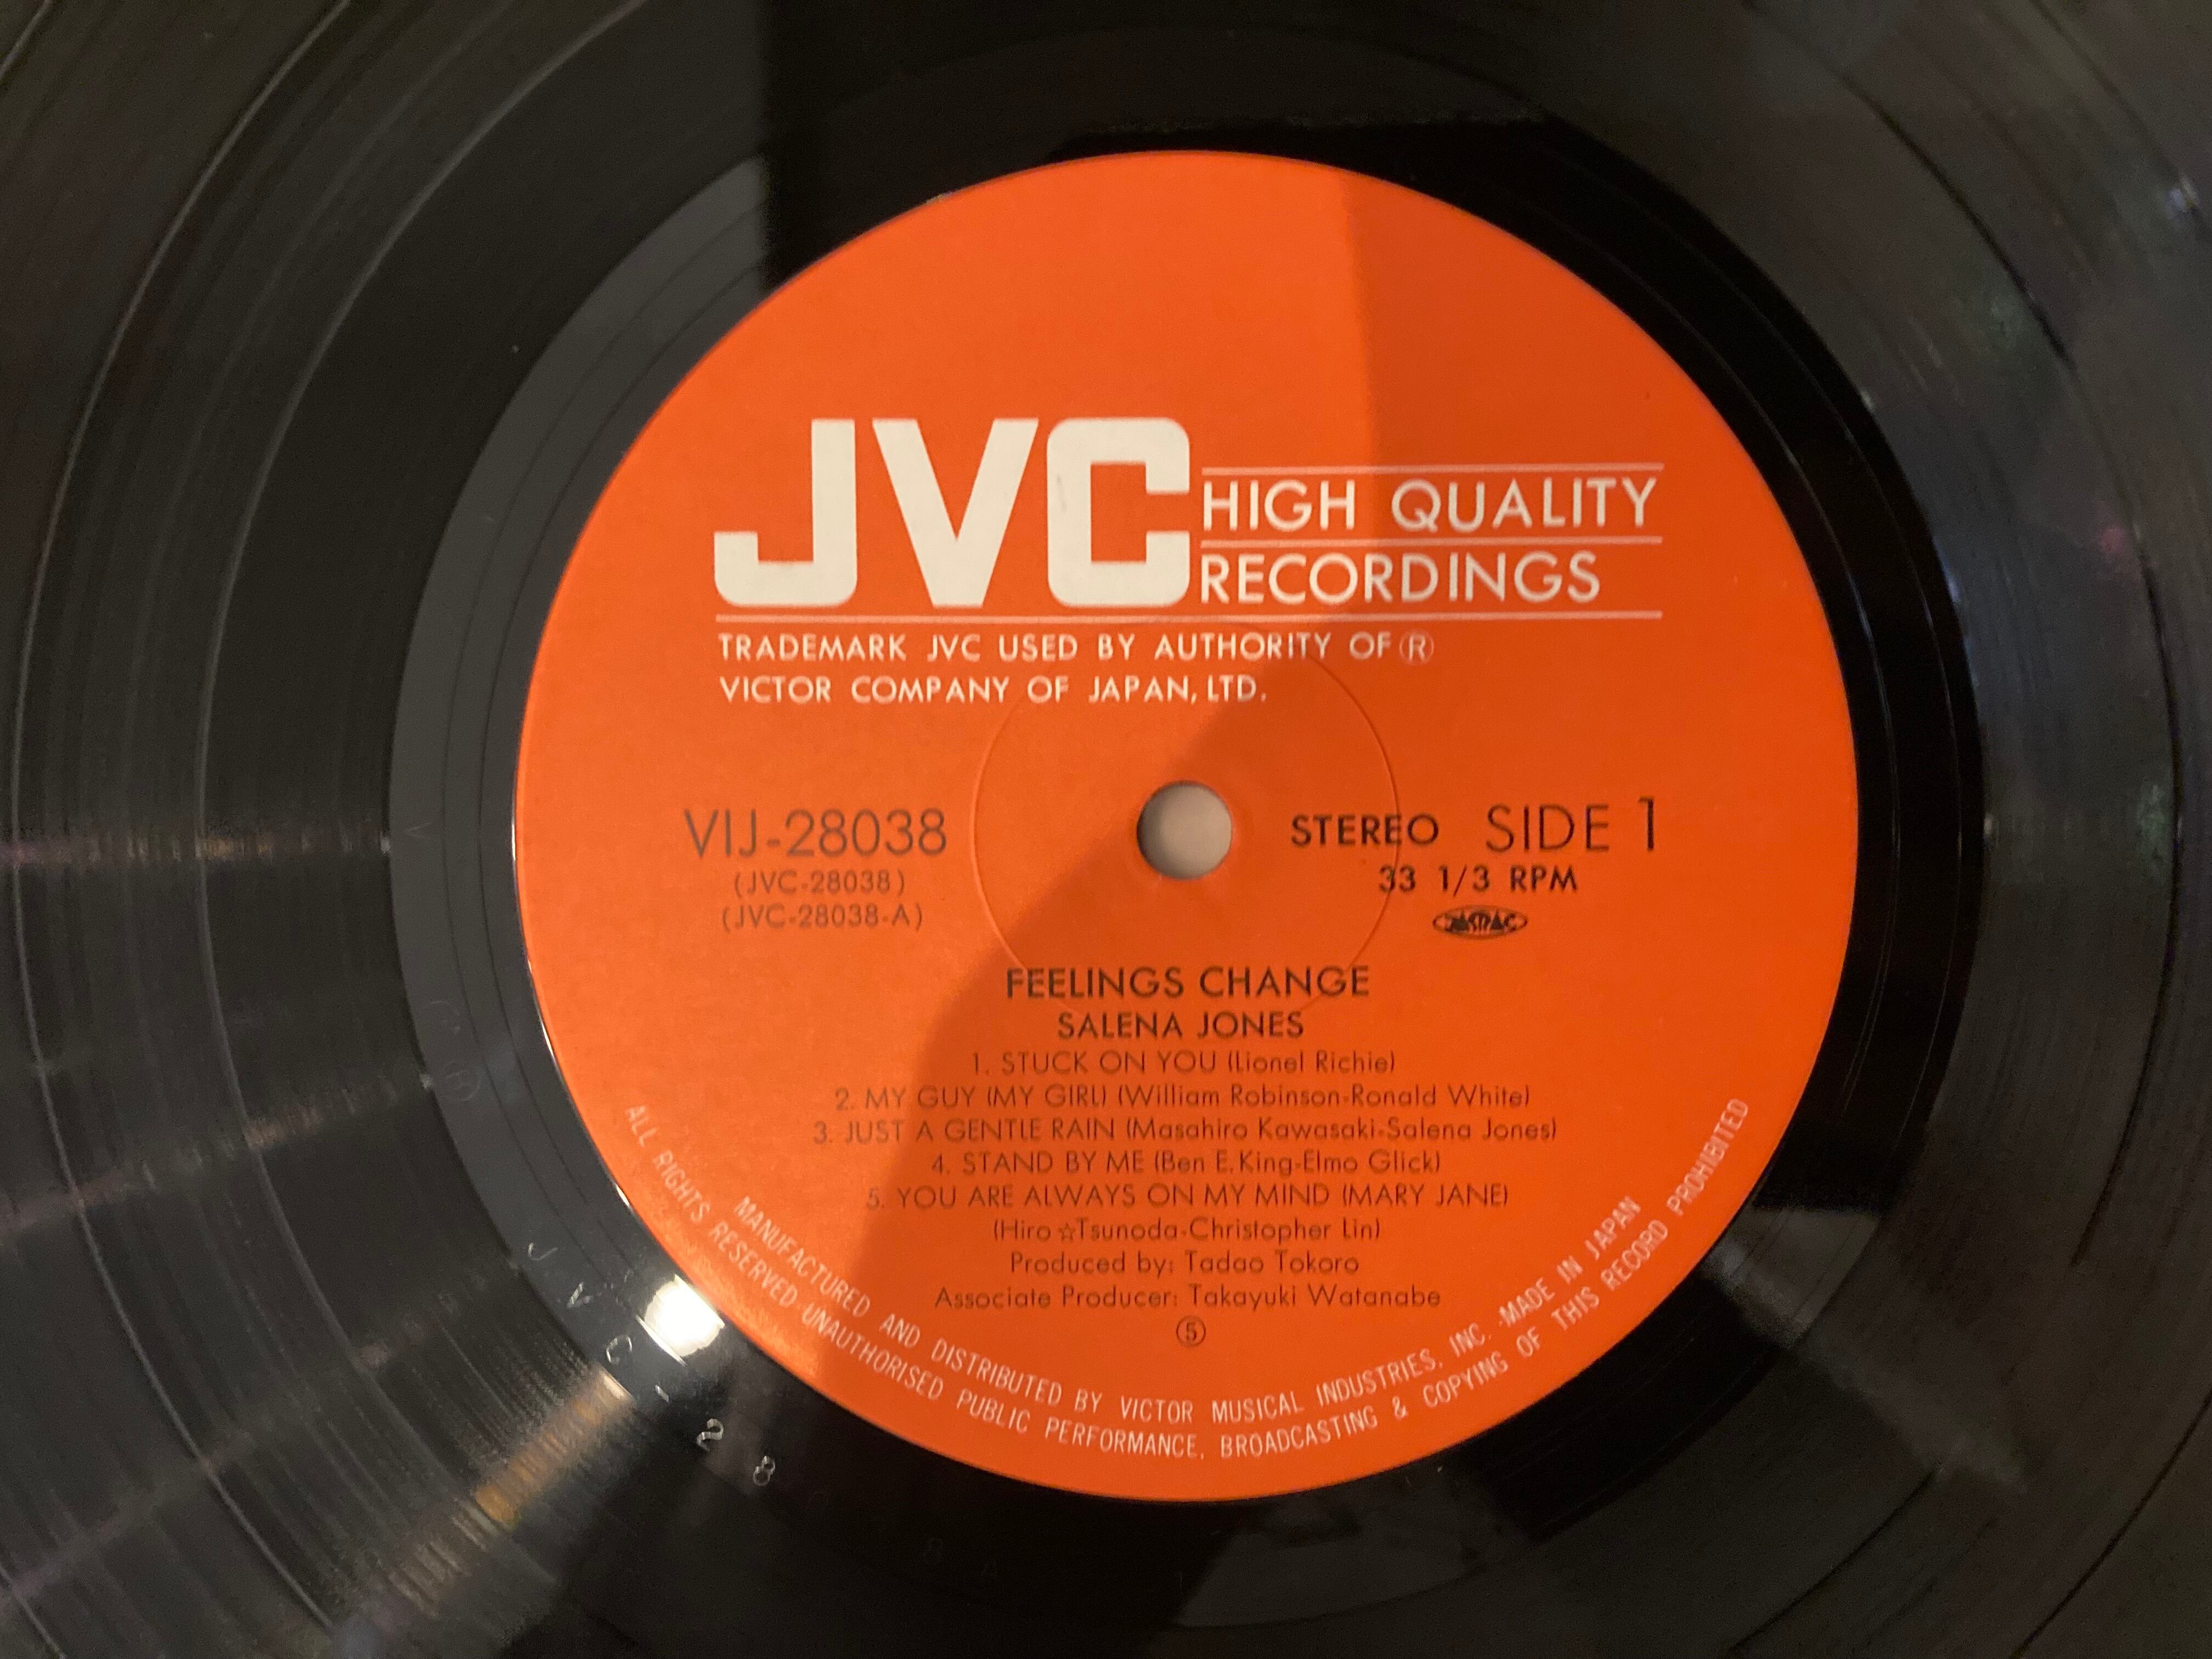 JVC HIGH QUALITY
RECORDINGS
TRADEMARK JVC USED BY AUTHORITY OF Ⓡ
VICTOR COMPANY OF JAPAN, LTD.
VIJ-28038
(JVC-28038)
(JVC-28038-A)
STEREO SIDE 1
33 1/3 RPM
JASRAC
FEELINGS CHANGE
SALENA JONES
1. STUCK ON YOU (Lionel Richie)
2. MY GUY (MY GIRL) (William Robinson-Ronald White)
3. JUST A GENTLE RAIN (Masahiro Kawasaki-Salena Jones)
4. STAND BY ME (Ben E.King-Elmo Glick)
5. YOU ARE ALWAYS ON MY MIND (MARY JANE)
(Hiro☆Tsunoda-Christopher Lin)
Produced by: Tadao Tokoro
Associate Producer: Takayuki Watanabe
⑤
MANUFACTURED AND DISTRIBUTED BY VICTOR MUSICAL INDUSTRIES, INC. ·MADE IN JAPAN
ALL RIGHTS RESERVED UNAUTHORISED PUBLIC PERFORMANCE, BROADCASTING & COPYING OF THIS RECORD PROHIBITED
JVC-28